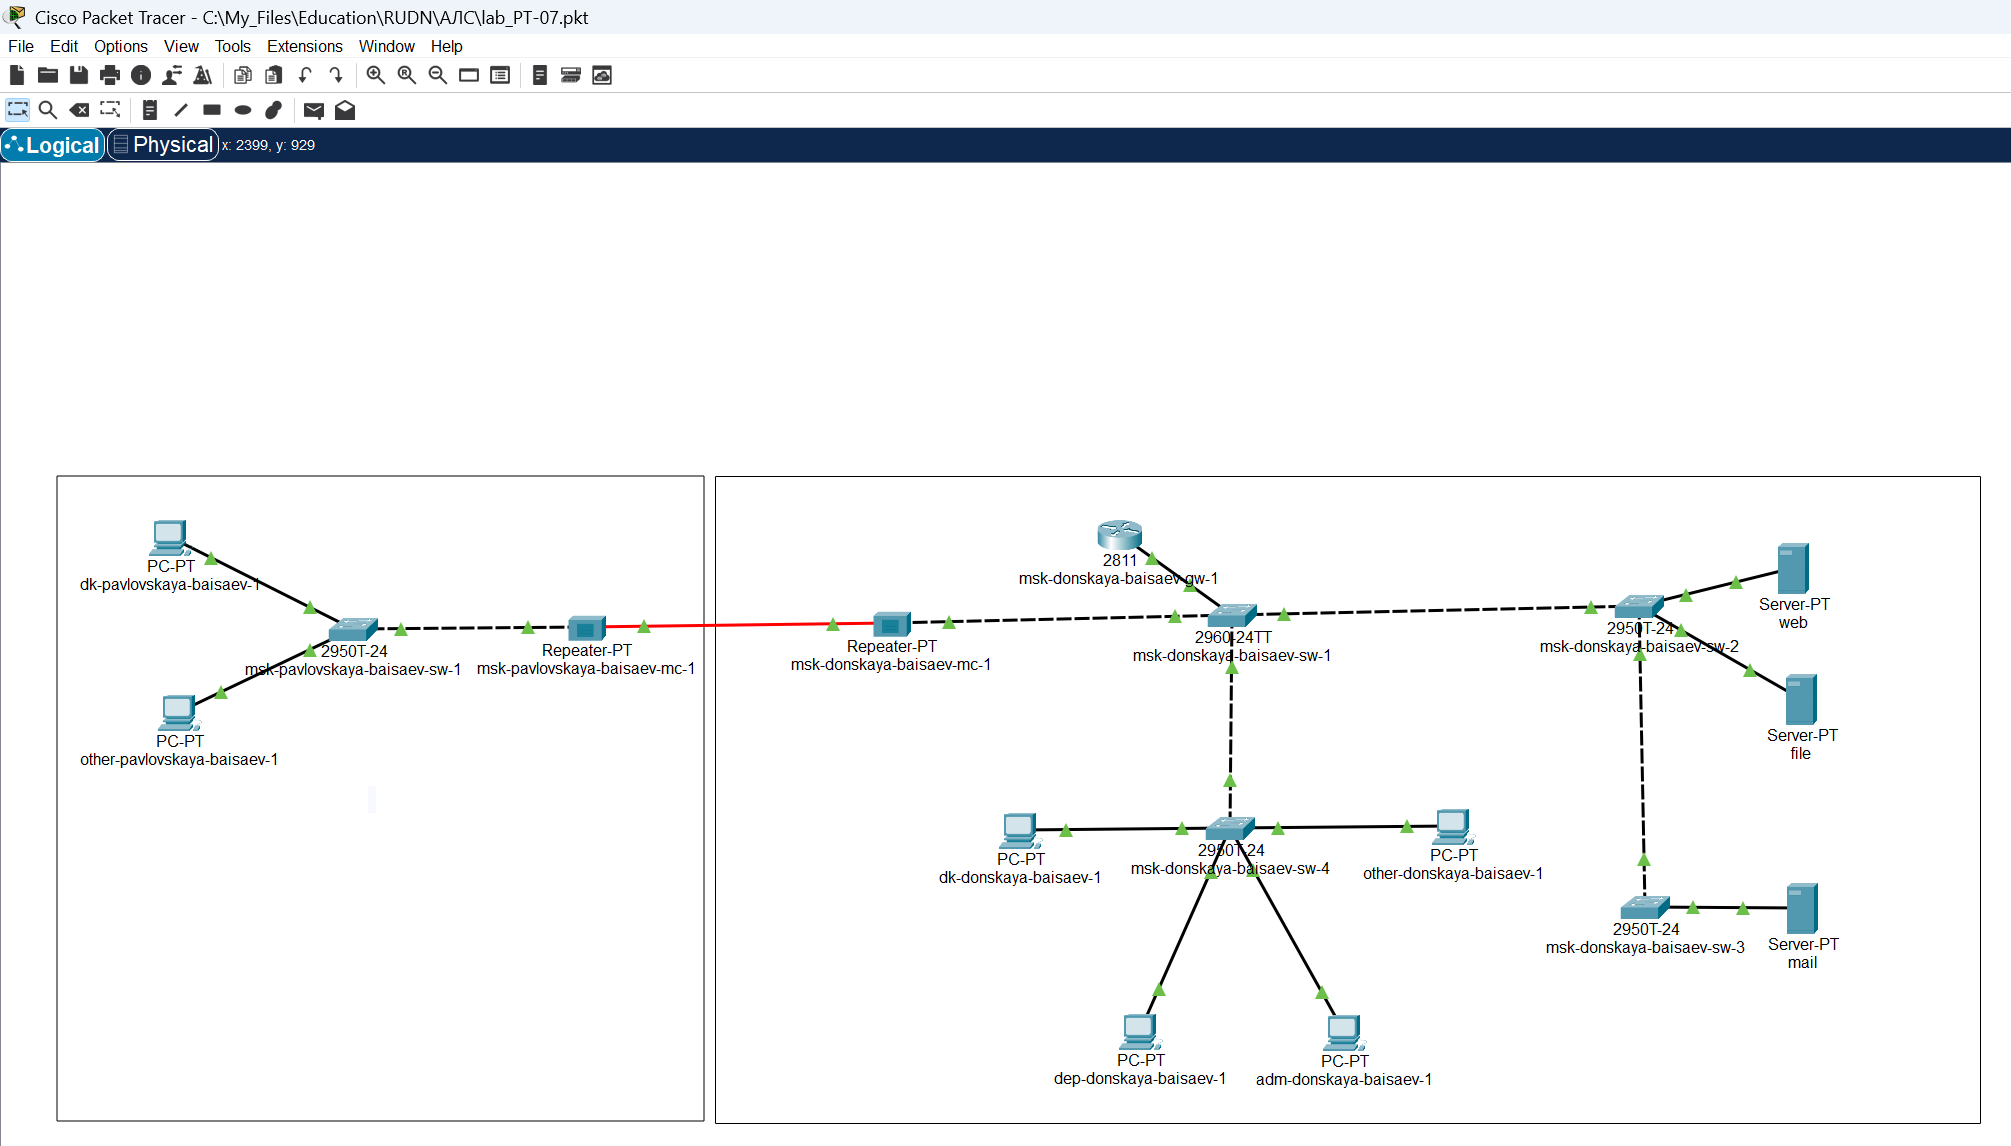 Cisco Packet Tracer - C:\My_Files\Education\RUDN\АЛС\lab_PT-07.pkt
File Edit Options View Tools Extensions Window Help
Logical Physical x: 2399, y: 929
PC-PT
dk-pavlovskaya-baisaev-1
2950T-24
msk-pavlovskaya-baisaev-sw-1
PC-PT
other-pavlovskaya-baisaev-1
Repeater-PT
msk-pavlovskaya-baisaev-mc-1
Repeater-PT
msk-donskaya-baisaev-mc-1
2811
msk-donskaya-baisaev-gw-1
2960-24TT
msk-donskaya-baisaev-sw-1
2950T-24
msk-donskaya-baisaev-sw-2
Server-PT
web
Server-PT
file
PC-PT
dk-donskaya-baisaev-1
2950T-24
msk-donskaya-baisaev-sw-4
PC-PT
other-donskaya-baisaev-1
2950T-24
msk-donskaya-baisaev-sw-3
Server-PT
mail
PC-PT
dep-donskaya-baisaev-1
PC-PT
adm-donskaya-baisaev-1